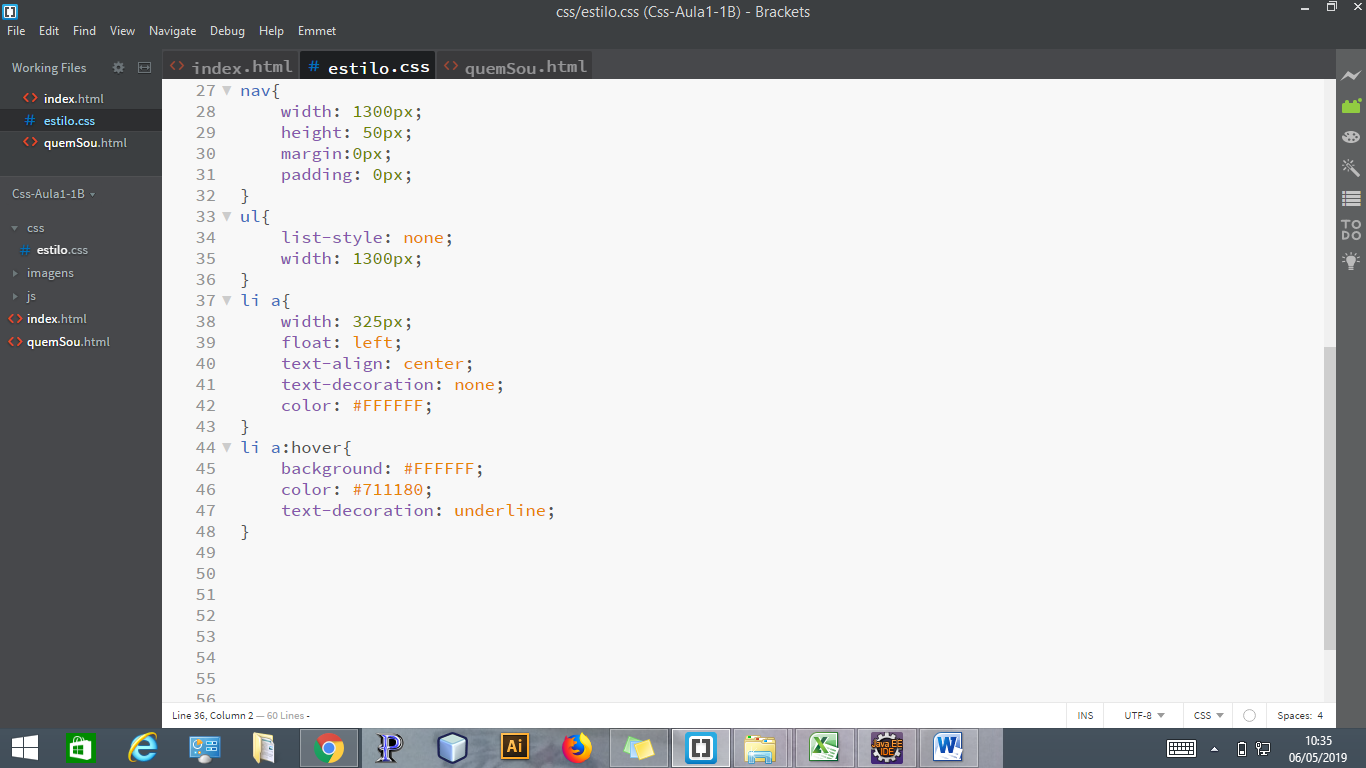 css/estilo.css (Css-Aula1-1B) - Brackets
File Edit Find View Navigate Debug Help Emmet
Working Files
index.html
estilo.css
quemSou.html
Css-Aula1-1B
css
estilo.css
imagens
js
index.html
quemSou.html
index.html # estilo.css quemSou.html
27 nav{
28 width: 1300px;
29 height: 50px;
30 margin:0px;
31 padding: 0px;
32 }
33 ul{
34 list-style: none;
35 width: 1300px;
36 }
37 li a{
38 width: 325px;
39 float: left;
40 text-align: center;
41 text-decoration: none;
42 color: #FFFFFF;
43 }
44 li a:hover{
45 background: #FFFFFF;
46 color: #711180;
47 text-decoration: underline;
48 }
49
50
51
52
53
54
55
56
TO
DO
Line 36, Column 2 — 60 Lines -
INS UTF-8 CSS Spaces: 4
Ai
Java EE
IDE
10:35
06/05/2019